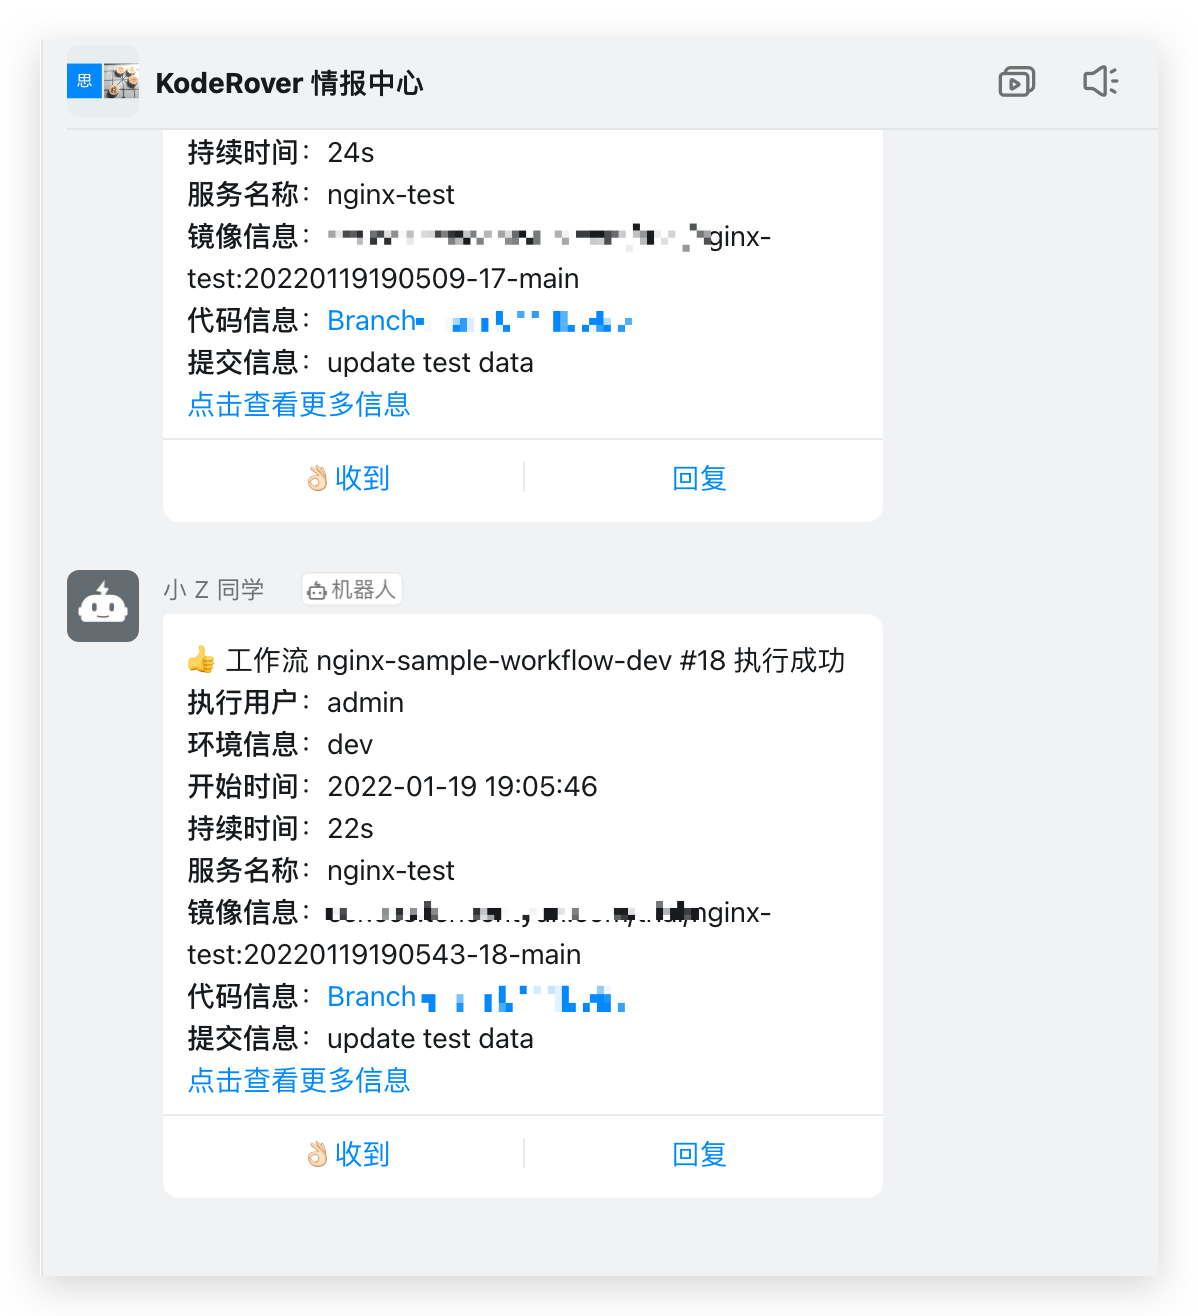 思
KodeRover 情报中心
持续时间：24s
服务名称：nginx-test
镜像信息：ginx-
test:20220119190509-17-main
代码信息：Branch
提交信息：update test data
点击查看更多信息
👌🏻收到
回复
小 Z 同学
机器人
👍 工作流 nginx-sample-workflow-dev #18 执行成功
执行用户：admin
环境信息：dev
开始时间：2022-01-19 19:05:46
持续时间：22s
服务名称：nginx-test
镜像信息：nginx-
test:20220119190543-18-main
代码信息：Branch
提交信息：update test data
点击查看更多信息
👌🏻收到
回复